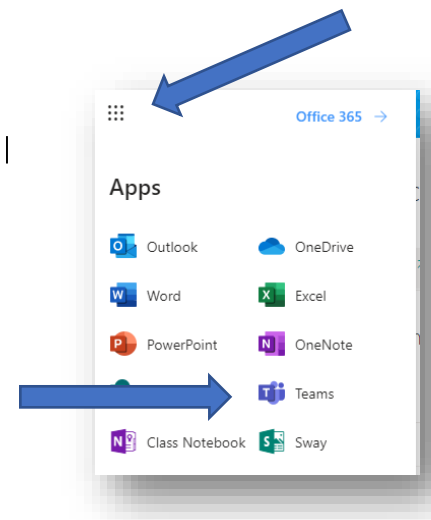 Office 365 →
Apps
Outlook OneDrive
Word Excel
PowerPoint OneNote
Teams
Class Notebook Sway